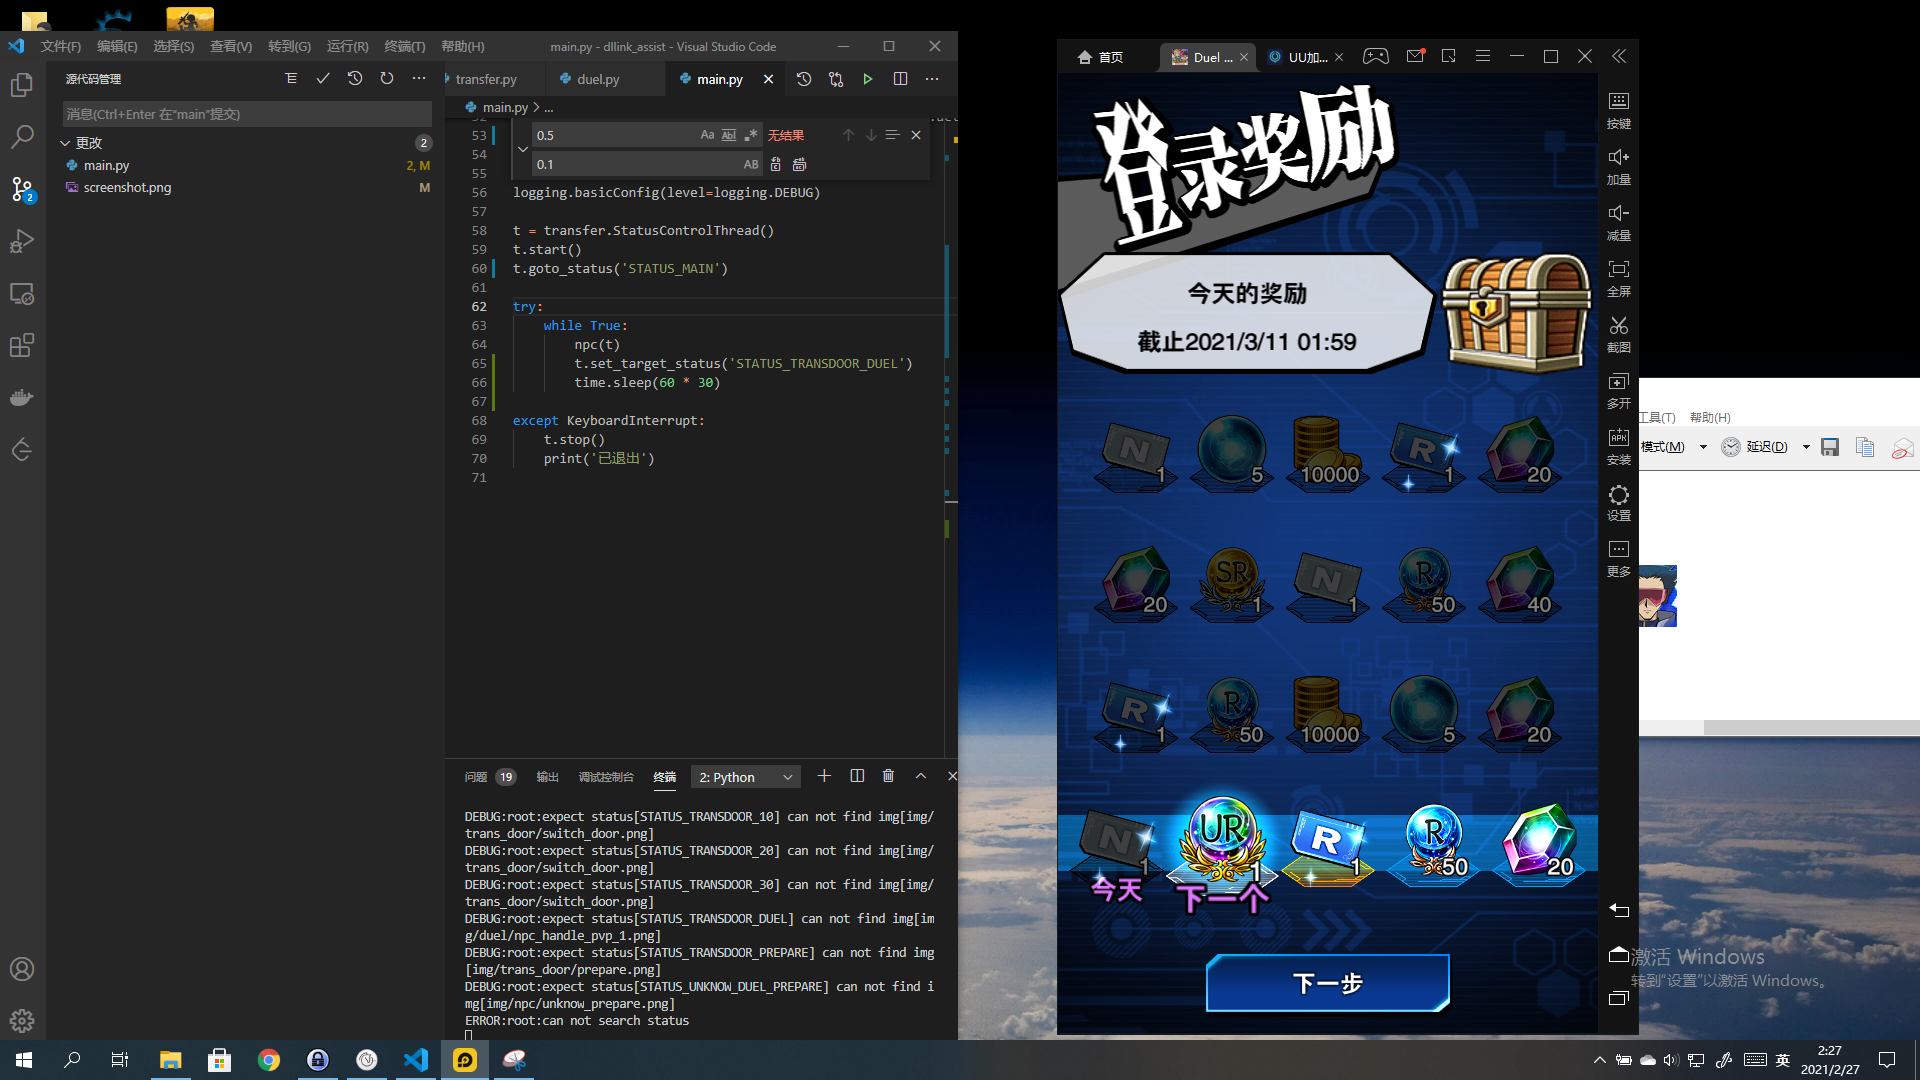 文件(F) 编辑(E) 选择(S) 查看(V) 转到(G) 运行(R) 终端(T) 帮助(H) main.py - dllink_assist - Visual Studio Code
源代码管理
消息(Ctrl+Enter 在"main"提交)
更改 2
main.py 2, M
screenshot.png M
2
transfer.py duel.py main.py
main.py > ...
0.5 Aa Abl 无结果
0.1 AB
52
53
54
55
56 logging.basicConfig(level=logging.DEBUG)
57
58 t = transfer.StatusControlThread()
59 t.start()
60 t.goto_status('STATUS_MAIN')
61
62 try:
63 while True:
64 npc(t)
65 t.set_target_status('STATUS_TRANSDOOR_DUEL')
66 time.sleep(60 * 30)
67
68 except KeyboardInterrupt:
69 t.stop()
70 print('已退出')
71
问题 19 输出 调试控制台 终端 2: Python
DEBUG:root:expect status[STATUS_TRANSDOOR_10] can not find img[img/
trans_door/switch_door.png]
DEBUG:root:expect status[STATUS_TRANSDOOR_20] can not find img[img/
trans_door/switch_door.png]
DEBUG:root:expect status[STATUS_TRANSDOOR_30] can not find img[img/
trans_door/switch_door.png]
DEBUG:root:expect status[STATUS_TRANSDOOR_DUEL] can not find img[im
g/duel/npc_handle_pvp_1.png]
DEBUG:root:expect status[STATUS_TRANSDOOR_PREPARE] can not find img
[img/trans_door/prepare.png]
DEBUG:root:expect status[STATUS_UNKNOW_DUEL_PREPARE] can not find i
mg[img/npc/unknow_prepare.png]
ERROR:root:can not search status
首页 Duel ... UU加...
登录奖励
今天的奖励
截止2021/3/11 01:59
N 1 5 10000 R 1 20
20 SR 1 N 1 R 50 40
R 1 R 50 10000 5 20
N 1 UR 1 R 1 R 50 20
今天 下一个
下一步
按键
加量
减量
全屏
截图
多开
APK
安装
设置
更多
工具(T) 帮助(H)
模式(M) 延迟(D)
激活 Windows
转到"设置"以激活 Windows。
英
2:27
2021/2/27